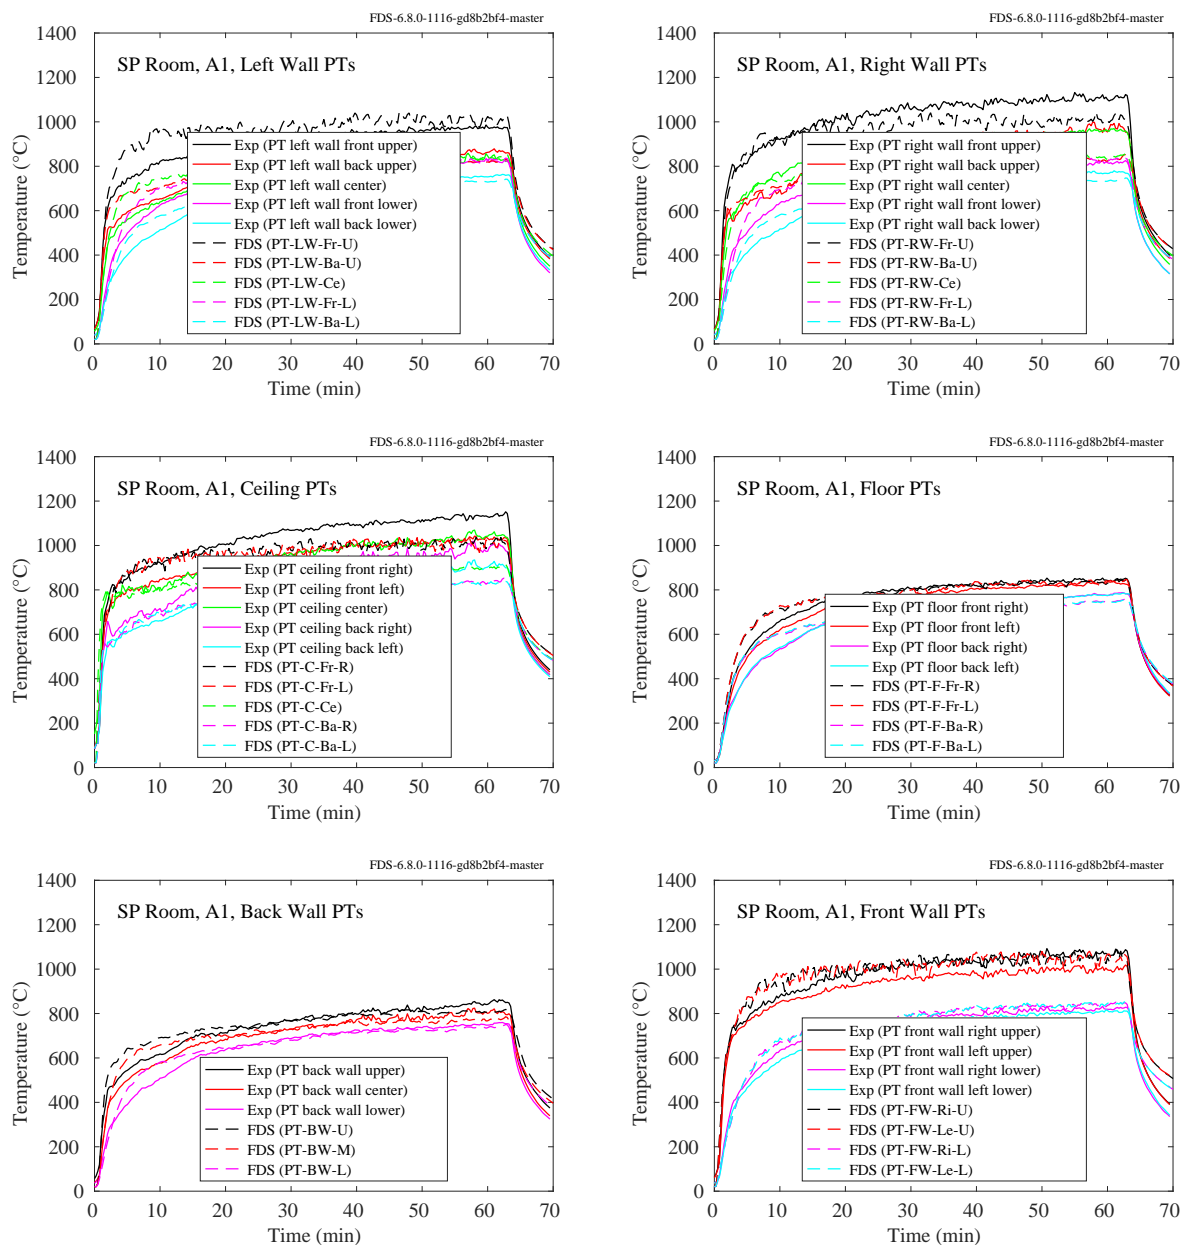 FDS-6.8.0-1116-gd8b2bf4-master
SP Room, A1, Left Wall PTs
Temperature (°C)
1400
1200
1000
800
600
400
200
0
Exp (PT left wall front upper)
Exp (PT left wall back upper)
Exp (PT left wall center)
Exp (PT left wall front lower)
Exp (PT left wall back lower)
FDS (PT-LW-Fr-U)
FDS (PT-LW-Ba-U)
FDS (PT-LW-Ce)
FDS (PT-LW-Fr-L)
FDS (PT-LW-Ba-L)
0 10 20 30 40 50 60 70
Time (min)
FDS-6.8.0-1116-gd8b2bf4-master
SP Room, A1, Right Wall PTs
Temperature (°C)
1400
1200
1000
800
600
400
200
0
Exp (PT right wall front upper)
Exp (PT right wall back upper)
Exp (PT right wall center)
Exp (PT right wall front lower)
Exp (PT right wall back lower)
FDS (PT-RW-Fr-U)
FDS (PT-RW-Ba-U)
FDS (PT-RW-Ce)
FDS (PT-RW-Fr-L)
FDS (PT-RW-Ba-L)
0 10 20 30 40 50 60 70
Time (min)
FDS-6.8.0-1116-gd8b2bf4-master
SP Room, A1, Ceiling PTs
Temperature (°C)
1400
1200
1000
800
600
400
200
0
Exp (PT ceiling front right)
Exp (PT ceiling front left)
Exp (PT ceiling center)
Exp (PT ceiling back right)
Exp (PT ceiling back left)
FDS (PT-C-Fr-R)
FDS (PT-C-Fr-L)
FDS (PT-C-Ce)
FDS (PT-C-Ba-R)
FDS (PT-C-Ba-L)
0 10 20 30 40 50 60 70
Time (min)
FDS-6.8.0-1116-gd8b2bf4-master
SP Room, A1, Floor PTs
Temperature (°C)
1400
1200
1000
800
600
400
200
0
Exp (PT floor front right)
Exp (PT floor front left)
Exp (PT floor back right)
Exp (PT floor back left)
FDS (PT-F-Fr-R)
FDS (PT-F-Fr-L)
FDS (PT-F-Ba-R)
FDS (PT-F-Ba-L)
0 10 20 30 40 50 60 70
Time (min)
FDS-6.8.0-1116-gd8b2bf4-master
SP Room, A1, Back Wall PTs
Temperature (°C)
1400
1200
1000
800
600
400
200
0
Exp (PT back wall upper)
Exp (PT back wall center)
Exp (PT back wall lower)
FDS (PT-BW-U)
FDS (PT-BW-M)
FDS (PT-BW-L)
0 10 20 30 40 50 60 70
Time (min)
FDS-6.8.0-1116-gd8b2bf4-master
SP Room, A1, Front Wall PTs
Temperature (°C)
1400
1200
1000
800
600
400
200
0
Exp (PT front wall right upper)
Exp (PT front wall left upper)
Exp (PT front wall right lower)
Exp (PT front wall left lower)
FDS (PT-FW-Ri-U)
FDS (PT-FW-Le-U)
FDS (PT-FW-Ri-L)
FDS (PT-FW-Le-L)
0 10 20 30 40 50 60 70
Time (min)